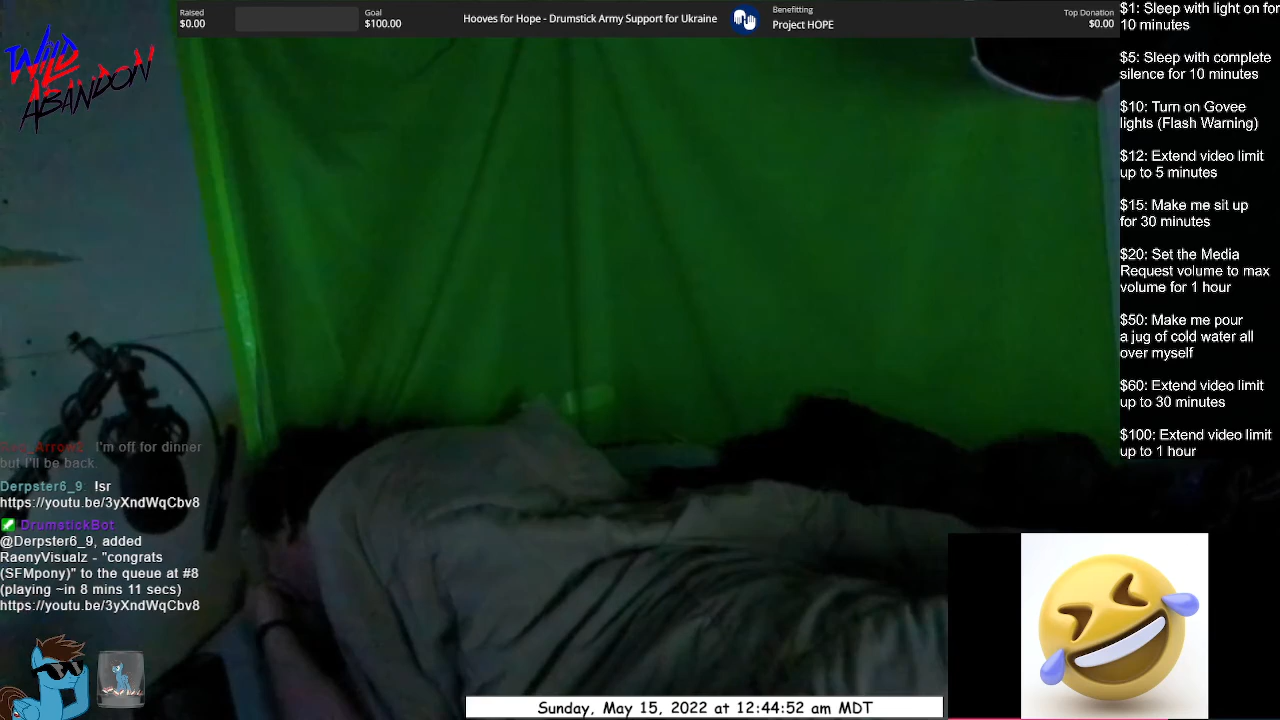 Raised
$0.00
Goal
$100.00
Hooves for Hope - Drumstick Army Support for Ukraine
Benefitting
Project HOPE
Top Donation
$0.00
WILD
ABANDON
$1: Sleep with light on for
10 minutes
$5: Sleep with complete
silence for 10 minutes
$10: Turn on Govee
lights (Flash Warning)
$12: Extend video limit
up to 5 minutes
$15: Make me sit up
for 30 minutes
$20: Set the Media
Request volume to max
volume for 1 hour
$50: Make me pour
a jug of cold water all
over myself
$60: Extend video limit
up to 30 minutes
$100: Extend video limit
up to 1 hour
I'm off for dinner
but I'll be back.
Derpster6_9: !sr
https://youtu.be/3yXndWqCbv8
DrumstickBot
@Derpster6_9, added
RaenyVisualz - "congrats
(SFMpony)" to the queue at #8
(playing ~in 8 mins 11 secs)
https://youtu.be/3yXndWqCbv8
Sunday, May 15, 2022 at 12:44:52 am MDT